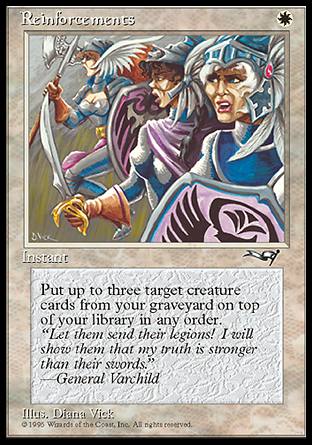 Reinforcements
D.VICK
Instant
Put up to three target creature
cards from your graveyard on top
of your library in any order.
“Let them send their legions! I will
show them that my truth is stronger
than their swords.”
—General Varchild
Illus. Diana Vick
©1996 Wizards of the Coast, Inc. All rights reserved.